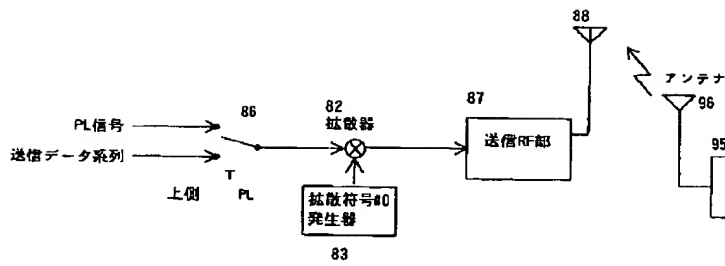 88
アンテナ
96
86
82
拡散器
87
PL信号
送信データ系列
送信RF部
95
T
上側 PL
拡散符号#0
発生器
83